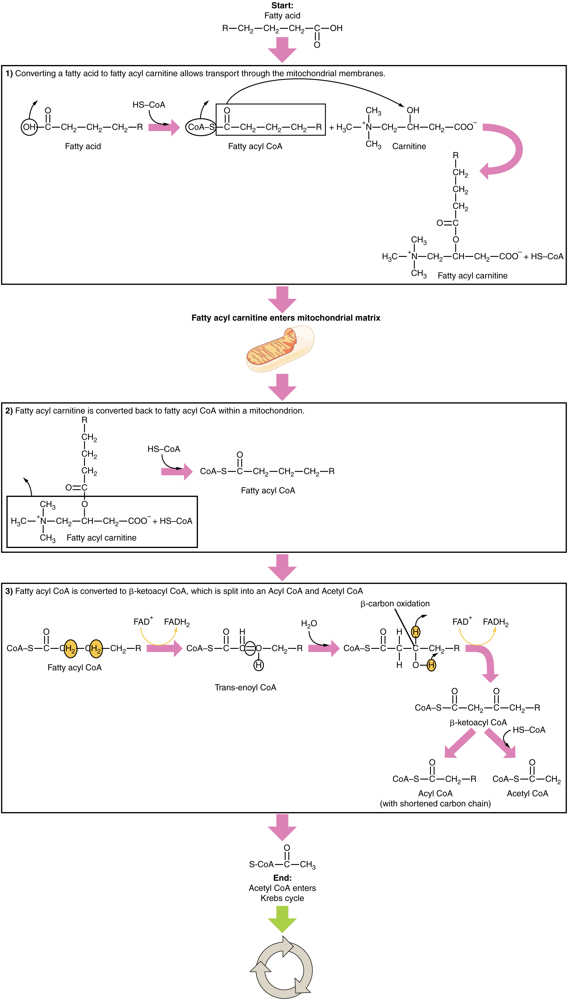 Start:
Fatty acid
R—CH₂—CH₂—CH₂—C—OH
O
1) Converting a fatty acid to fatty acyl carnitine allows transport through the mitochondrial membranes.
HS–CoA
O
OH—C—CH₂—CH₂—CH₂—R
Fatty acid
O
CoA–S—C—CH₂—CH₂—CH₂—R
Fatty acyl CoA
+
CH₃
OH
H₃C—⁺N—CH₂—CH—CH₂—COO⁻
CH₃
Carnitine
R
CH₂
CH₂
CH₂
O=C
O
CH₃
H₃C—⁺N—CH₂—CH—CH₂—COO⁻ + HS–CoA
CH₃
Fatty acyl carnitine
Fatty acyl carnitine enters mitochondrial matrix
2) Fatty acyl carnitine is converted back to fatty acyl CoA within a mitochondrion.
R
CH₂
CH₂
CH₂
O=C
O
CH₃
H₃C—⁺N—CH₂—CH—CH₂—COO⁻ + HS–CoA
CH₃
Fatty acyl carnitine
HS–CoA
O
CoA–S—C—CH₂—CH₂—CH₂—R
Fatty acyl CoA
3) Fatty acyl CoA is converted to β-ketoacyl CoA, which is split into an Acyl CoA and Acetyl CoA
O
CoA–S—C—CH₂—CH₂—CH₂—R
Fatty acyl CoA
FAD⁺ FADH₂
O H
CoA–S—C—C=O—CH₂—R
H
Trans-enoyl CoA
H₂O
β-carbon oxidation
O H H
CoA–S—C—C—C—CH₂—R
H O—H
FAD⁺ FADH₂
O O
CoA–S—C—CH₂—C—CH₂—R
β-ketoacyl CoA
HS–CoA
O
CoA–S—C—CH₂—R
Acyl CoA
(with shortened carbon chain)
O
CoA–S—C—CH₂
Acetyl CoA
O
S-CoA—C—CH₃
End:
Acetyl CoA enters
Krebs cycle